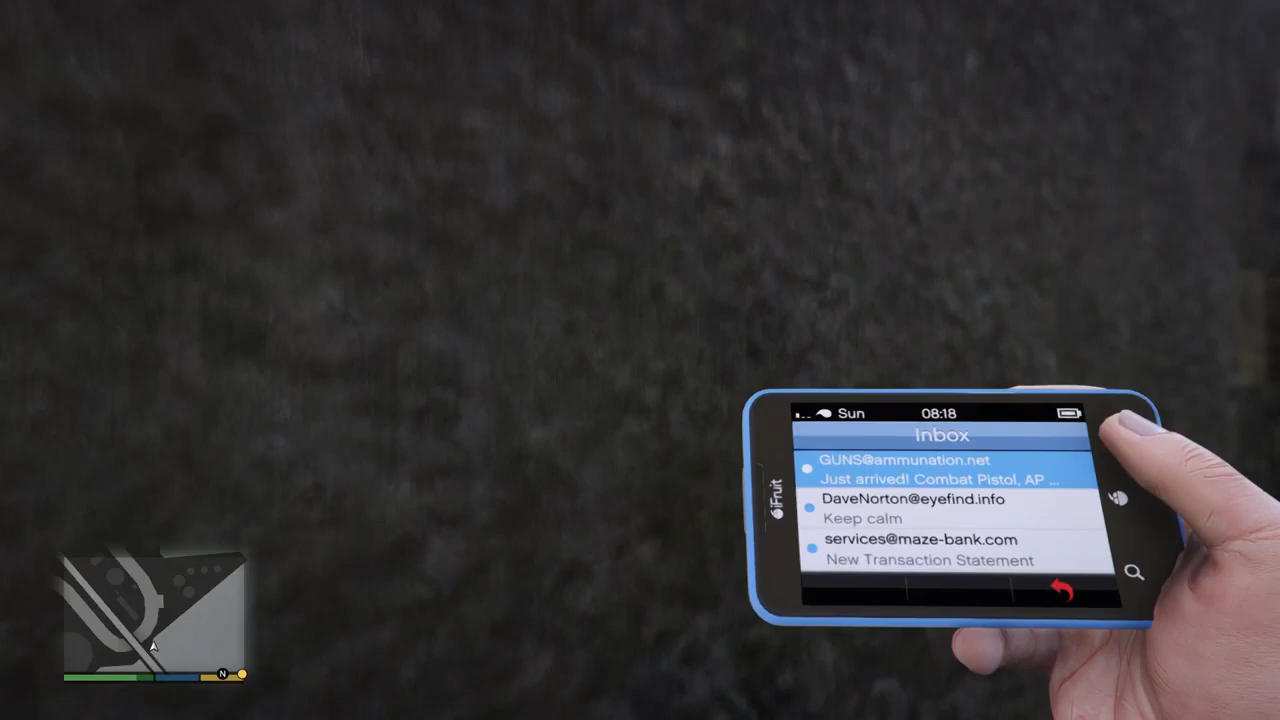 Sun 08:18
Inbox
GUNS@ammunation.net
Just arrived! Combat Pistol, AP ...
DaveNorton@eyefind.info
Keep calm
services@maze-bank.com
New Transaction Statement
iFruit
N